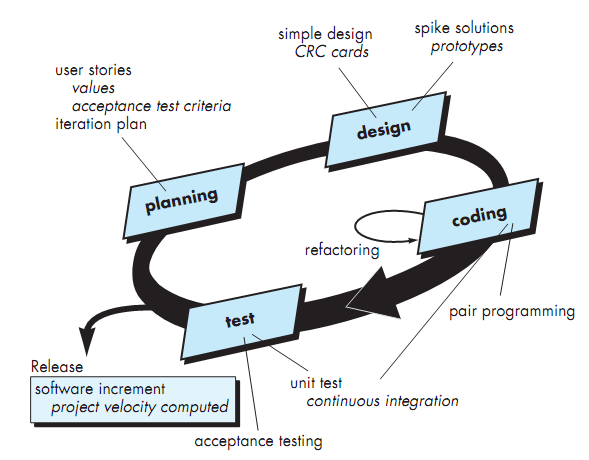 simple design
CRC cards
spike solutions
prototypes
user stories
values
acceptance test criteria
iteration plan
design
planning
coding
refactoring
pair programming
test
unit test
continuous integration
Release
software increment
project velocity computed
acceptance testing